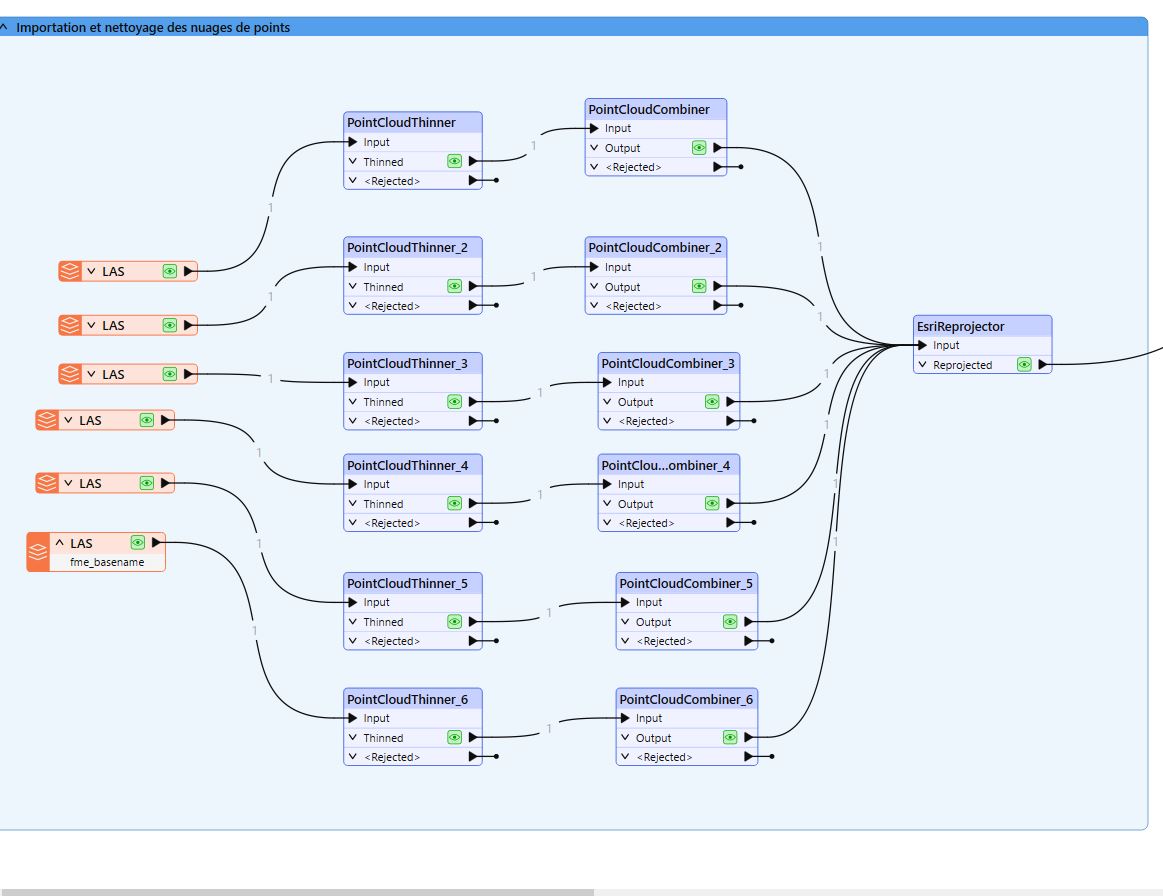 Importation et nettoyage des nuages de points
PointCloudThinner
Input
Thinned
<Rejected>
1
PointCloudCombiner
Input
Output
<Rejected>
1
1
LAS
PointCloudThinner_2
Input
Thinned
<Rejected>
1
PointCloudCombiner_2
Input
Output
<Rejected>
1
1
LAS
EsriReprojector
Input
Reprojected
LAS
1
PointCloudThinner_3
Input
Thinned
<Rejected>
1
PointCloudCombiner_3
Input
Output
<Rejected>
1
LAS
1
PointCloudThinner_4
Input
Thinned
<Rejected>
1
PointClou...ombiner_4
Input
Output
<Rejected>
1
LAS
1
LAS
fme_basename
PointCloudThinner_5
Input
Thinned
<Rejected>
1
PointCloudCombiner_5
Input
Output
<Rejected>
1
1
PointCloudThinner_6
Input
Thinned
<Rejected>
1
PointCloudCombiner_6
Input
Output
<Rejected>
1